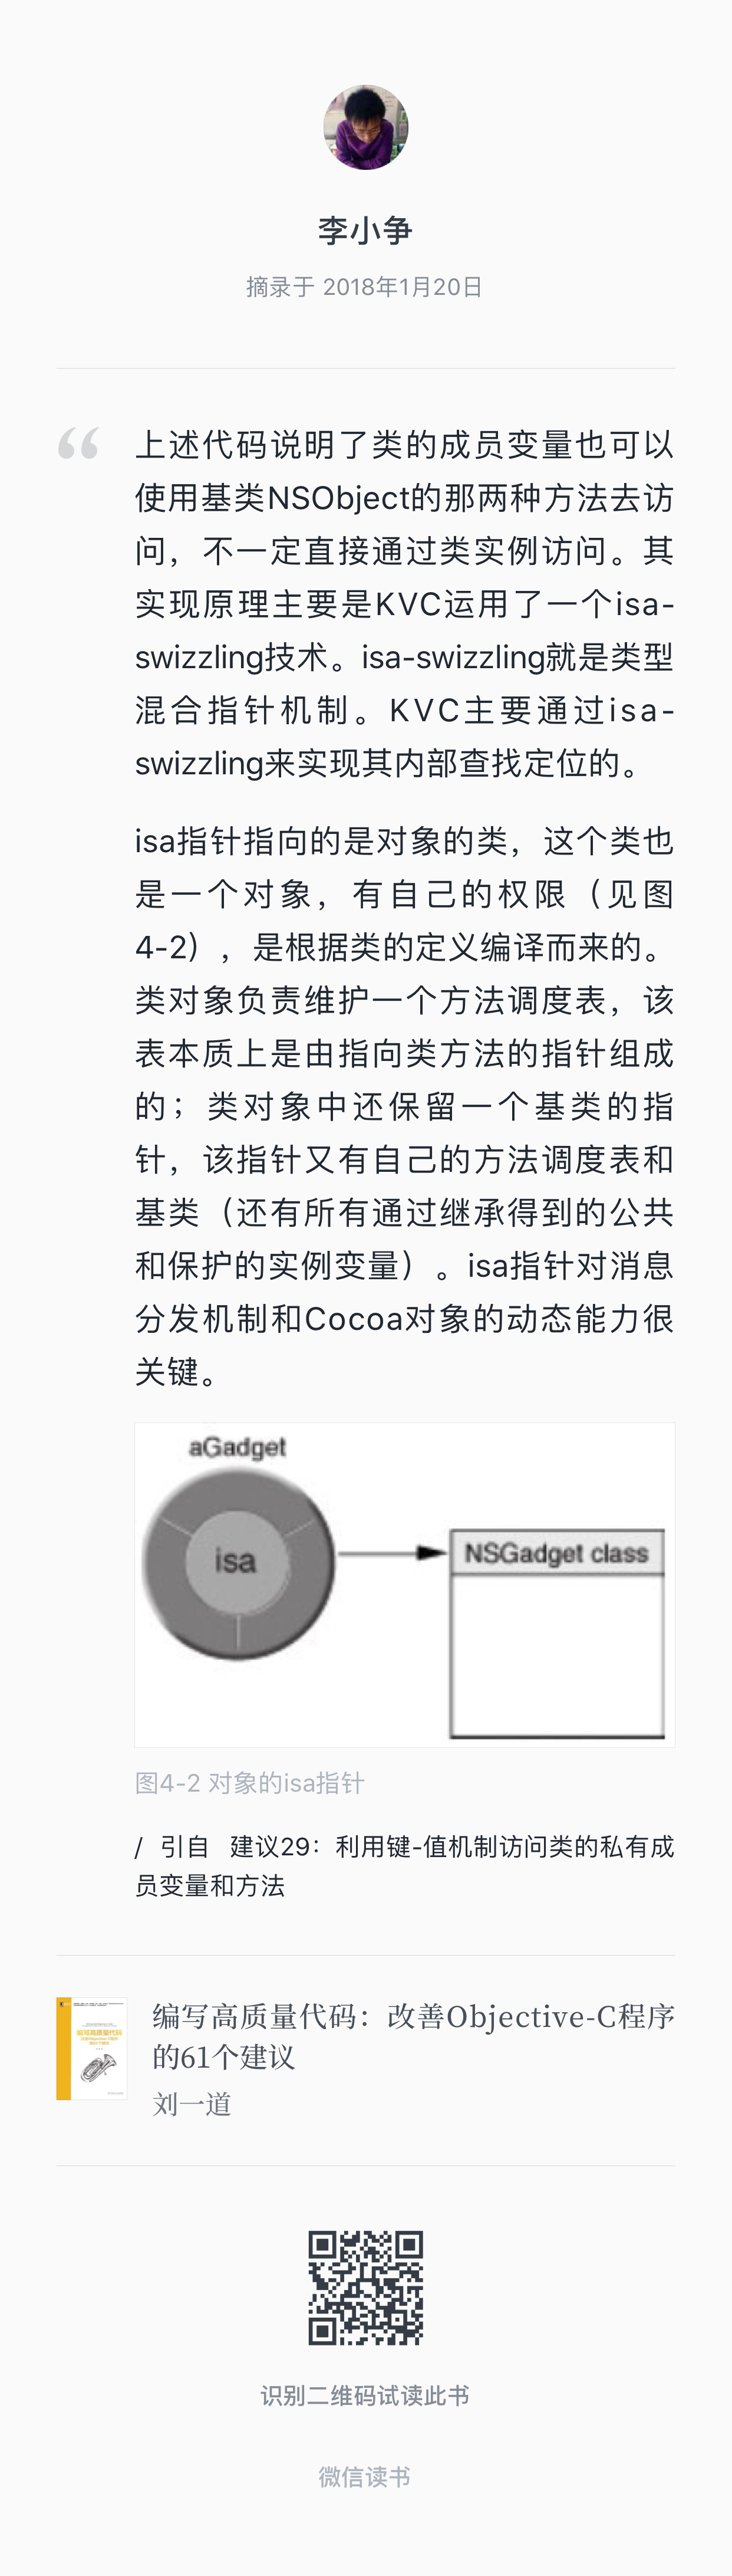 李小争
摘录于 2018年1月20日
“
上述代码说明了类的成员变量也可以
使用基类NSObject的那两种方法去访
问，不一定直接通过类实例访问。其
实现原理主要是KVC运用了一个isa-
swizzling技术。isa-swizzling就是类型
混合指针机制。KVC主要通过isa-
swizzling来实现其内部查找定位的。
isa指针指向的是对象的类，这个类也
是一个对象，有自己的权限（见图
4-2），是根据类的定义编译而来的。
类对象负责维护一个方法调度表，该
表本质上是由指向类方法的指针组成
的；类对象中还保留一个基类的指
针，该指针又有自己的方法调度表和
基类（还有所有通过继承得到的公共
和保护的实例变量）。isa指针对消息
分发机制和Cocoa对象的动态能力很
关键。
aGadget
isa
NSGadget class
图4-2 对象的isa指针
/ 引自 建议29：利用键-值机制访问类的私有成
员变量和方法
编写高质量代码
编写高质量代码：改善Objective-C程序
的61个建议
刘一道
识别二维码试读此书
微信读书